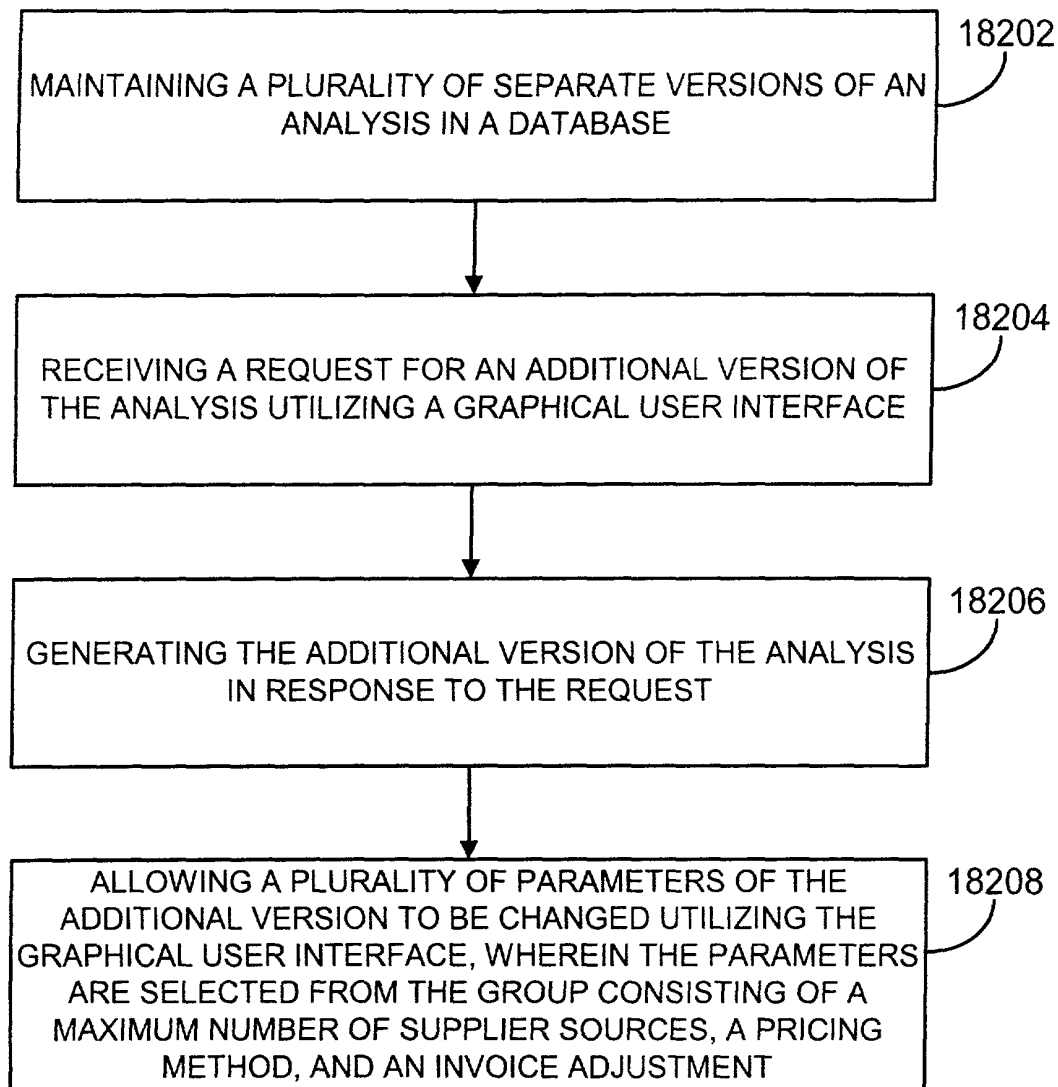 18202
MAINTAINING A PLURALITY OF SEPARATE VERSIONS OF AN
ANALYSIS IN A DATABASE
18204
RECEIVING A REQUEST FOR AN ADDITIONAL VERSION OF
THE ANALYSIS UTILIZING A GRAPHICAL USER INTERFACE
18206
GENERATING THE ADDITIONAL VERSION OF THE ANALYSIS
IN RESPONSE TO THE REQUEST
18208
ALLOWING A PLURALITY OF PARAMETERS OF THE
ADDITIONAL VERSION TO BE CHANGED UTILIZING THE
GRAPHICAL USER INTERFACE, WHEREIN THE PARAMETERS
ARE SELECTED FROM THE GROUP CONSISTING OF A
MAXIMUM NUMBER OF SUPPLIER SOURCES, A PRICING
METHOD, AND AN INVOICE ADJUSTMENT